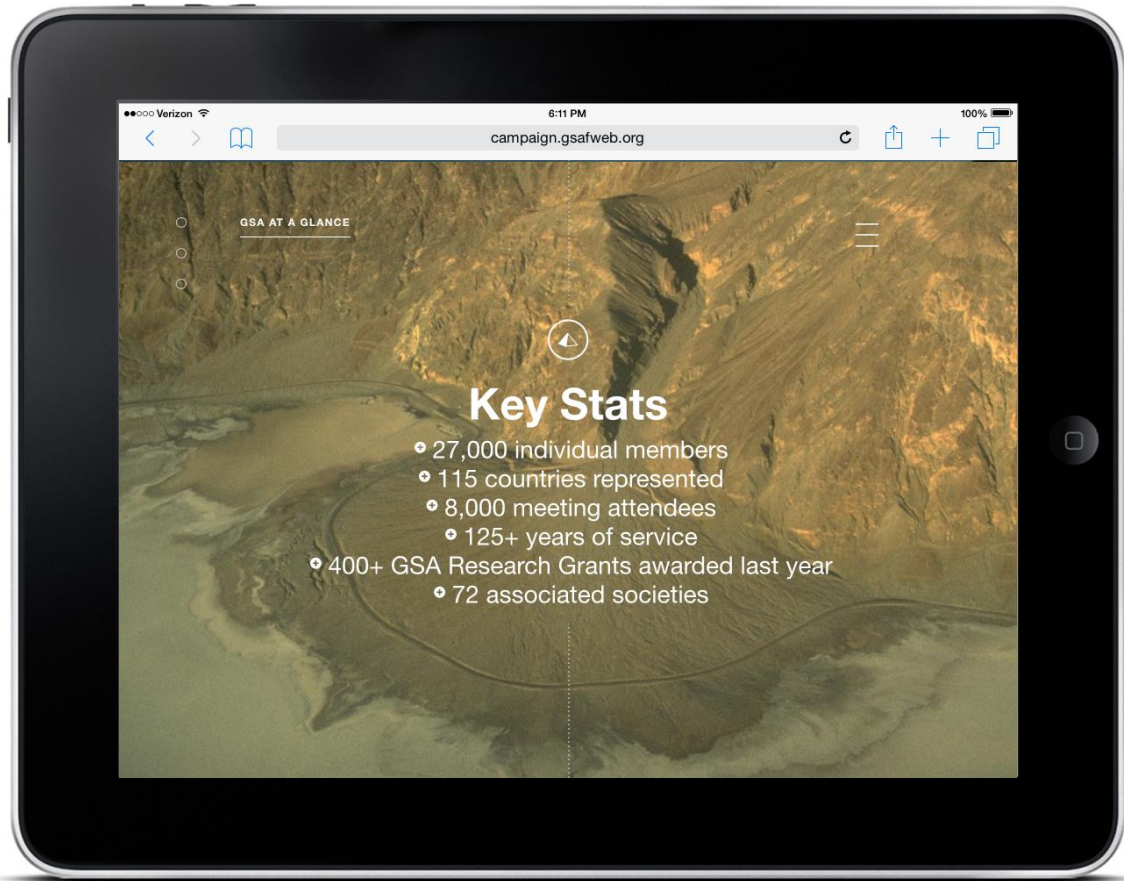 Verizon 6:11 PM 100%
campaign.gsafweb.org
GSA AT A GLANCE
Key Stats
27,000 individual members
115 countries represented
8,000 meeting attendees
125+ years of service
400+ GSA Research Grants awarded last year
72 associated societies